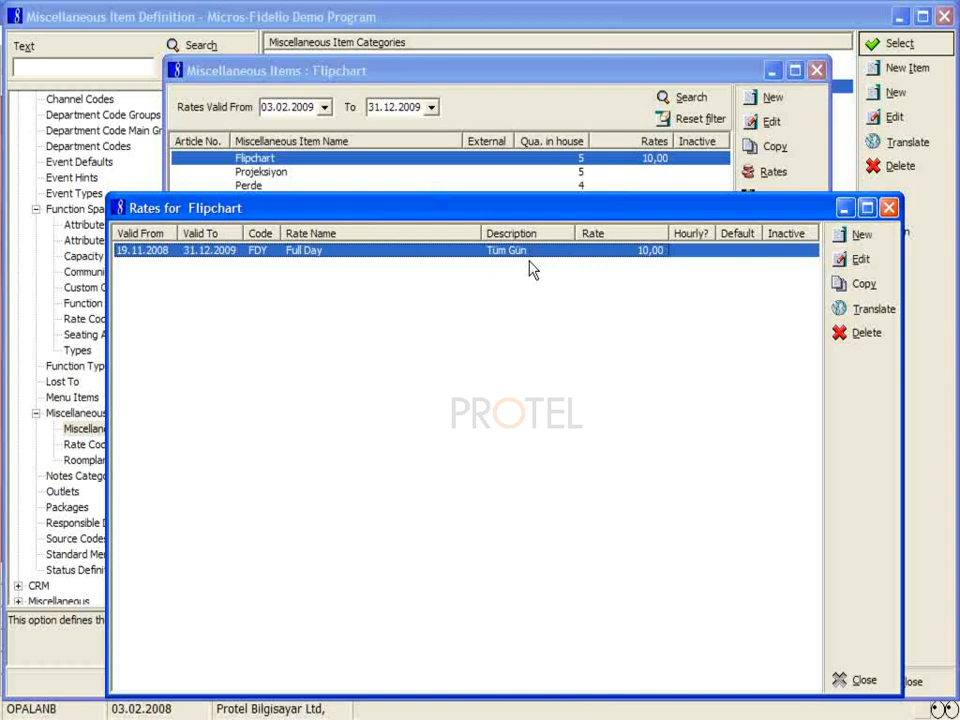 Miscellaneous Item Definition - Micros-Fidelio Demo Program
Text
Search
Miscellaneous Item Categories
Select
New Item
New
Edit
Translate
Delete
Channel Codes
Department Code Groups
Department Code Main Gr
Department Codes
Event Defaults
Event Hints
Event Types
Function Spa
Attribute
Attribute
Capacity
Communi
Custom C
Function
Rate Cod
Seating A
Types
Function Typ
Lost To
Menu Items
Miscellaneous
Miscellan
Rate Cod
Roomplan
Notes Catego
Outlets
Packages
Responsible D
Source Codes
Standard Mem
Status Defini
CRM
Miscellaneous
This option defines the
Miscellaneous Items : Flipchart
Rates Valid From 03.02.2009 To 31.12.2009
Search
Reset filter
New
Edit
Copy
Rates
Article No. Miscellaneous Item Name External Qua. in house Rates Inactive
Flipchart 5 10,00
Projeksiyon 5
Perde 4
Rates for Flipchart
Valid From Valid To Code Rate Name Description Rate Hourly? Default Inactive
19.11.2008 31.12.2009 FDY Full Day Tüm Gün 10,00
New
Edit
Copy
Translate
Delete
PROTEL
Close
lose
OPALANB 03.02.2008 Protel Bilgisayar Ltd,